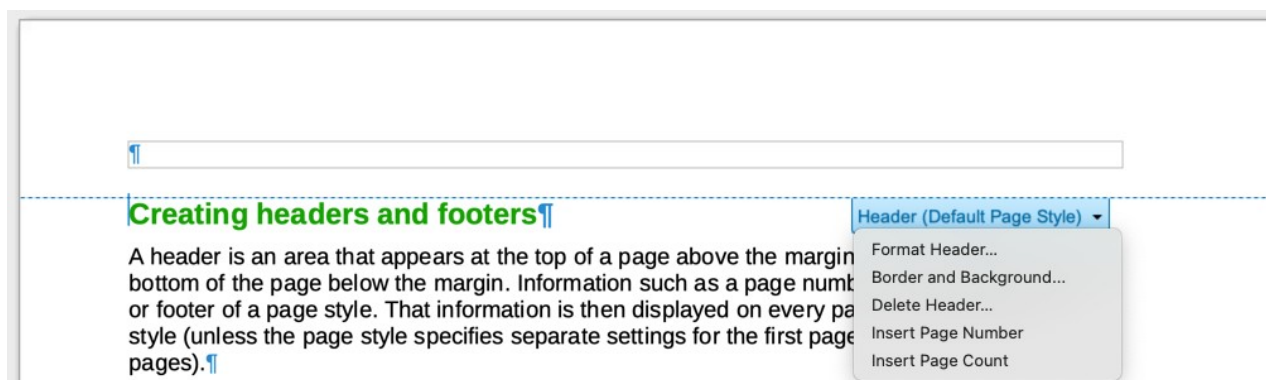 ¶
Creating headers and footers¶
Header (Default Page Style)
A header is an area that appears at the top of a page above the margin
bottom of the page below the margin. Information such as a page numb
or footer of a page style. That information is then displayed on every pa
style (unless the page style specifies separate settings for the first page
pages).¶
Format Header...
Border and Background...
Delete Header...
Insert Page Number
Insert Page Count